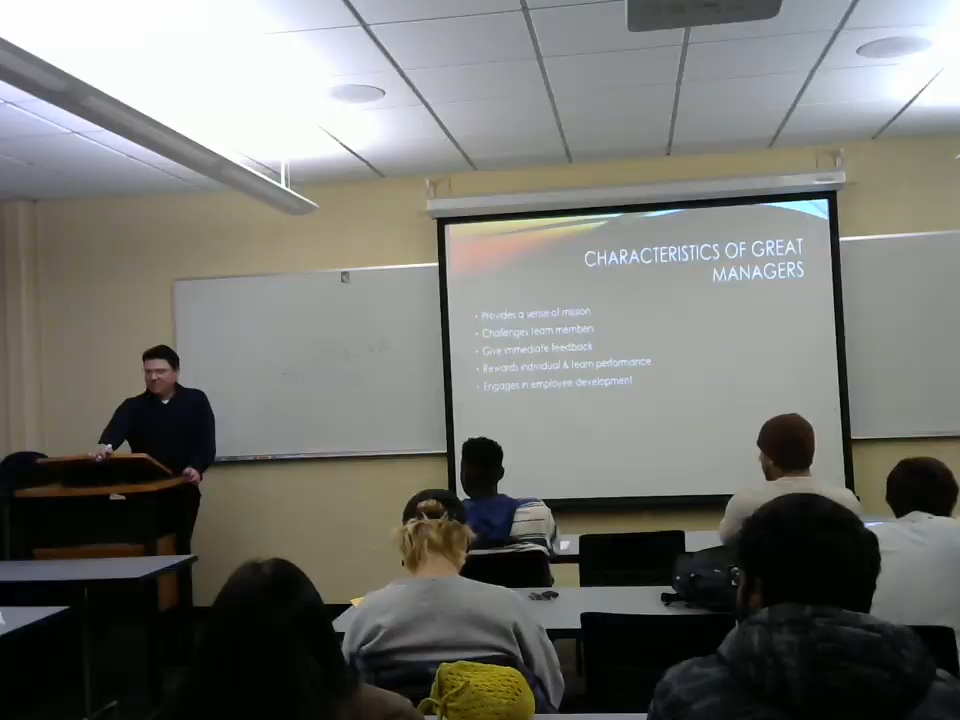 CHARACTERISTICS OF GREAT
MANAGERS
• Provides a sense of mission
• Challenges team members
• Give immediate feedback
• Rewards individual & team performance
• Engages in employee development